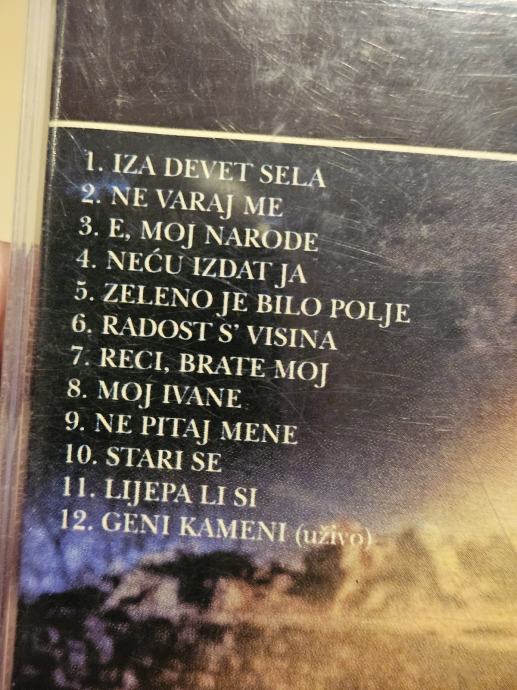 1. IZA DEVET SELA
2. NE VARAJ ME
3. E, MOJ NARODE
4. NEĆU IZDAT JA
5. ZELENO JE BILO POLJE
6. RADOST S' VISINA
7. RECI, BRATE MOJ
8. MOJ IVANE
9. NE PITAJ MENE
10. STARI SE
11. LIJEPA LI SI
12. GENI KAMENI (uživo)